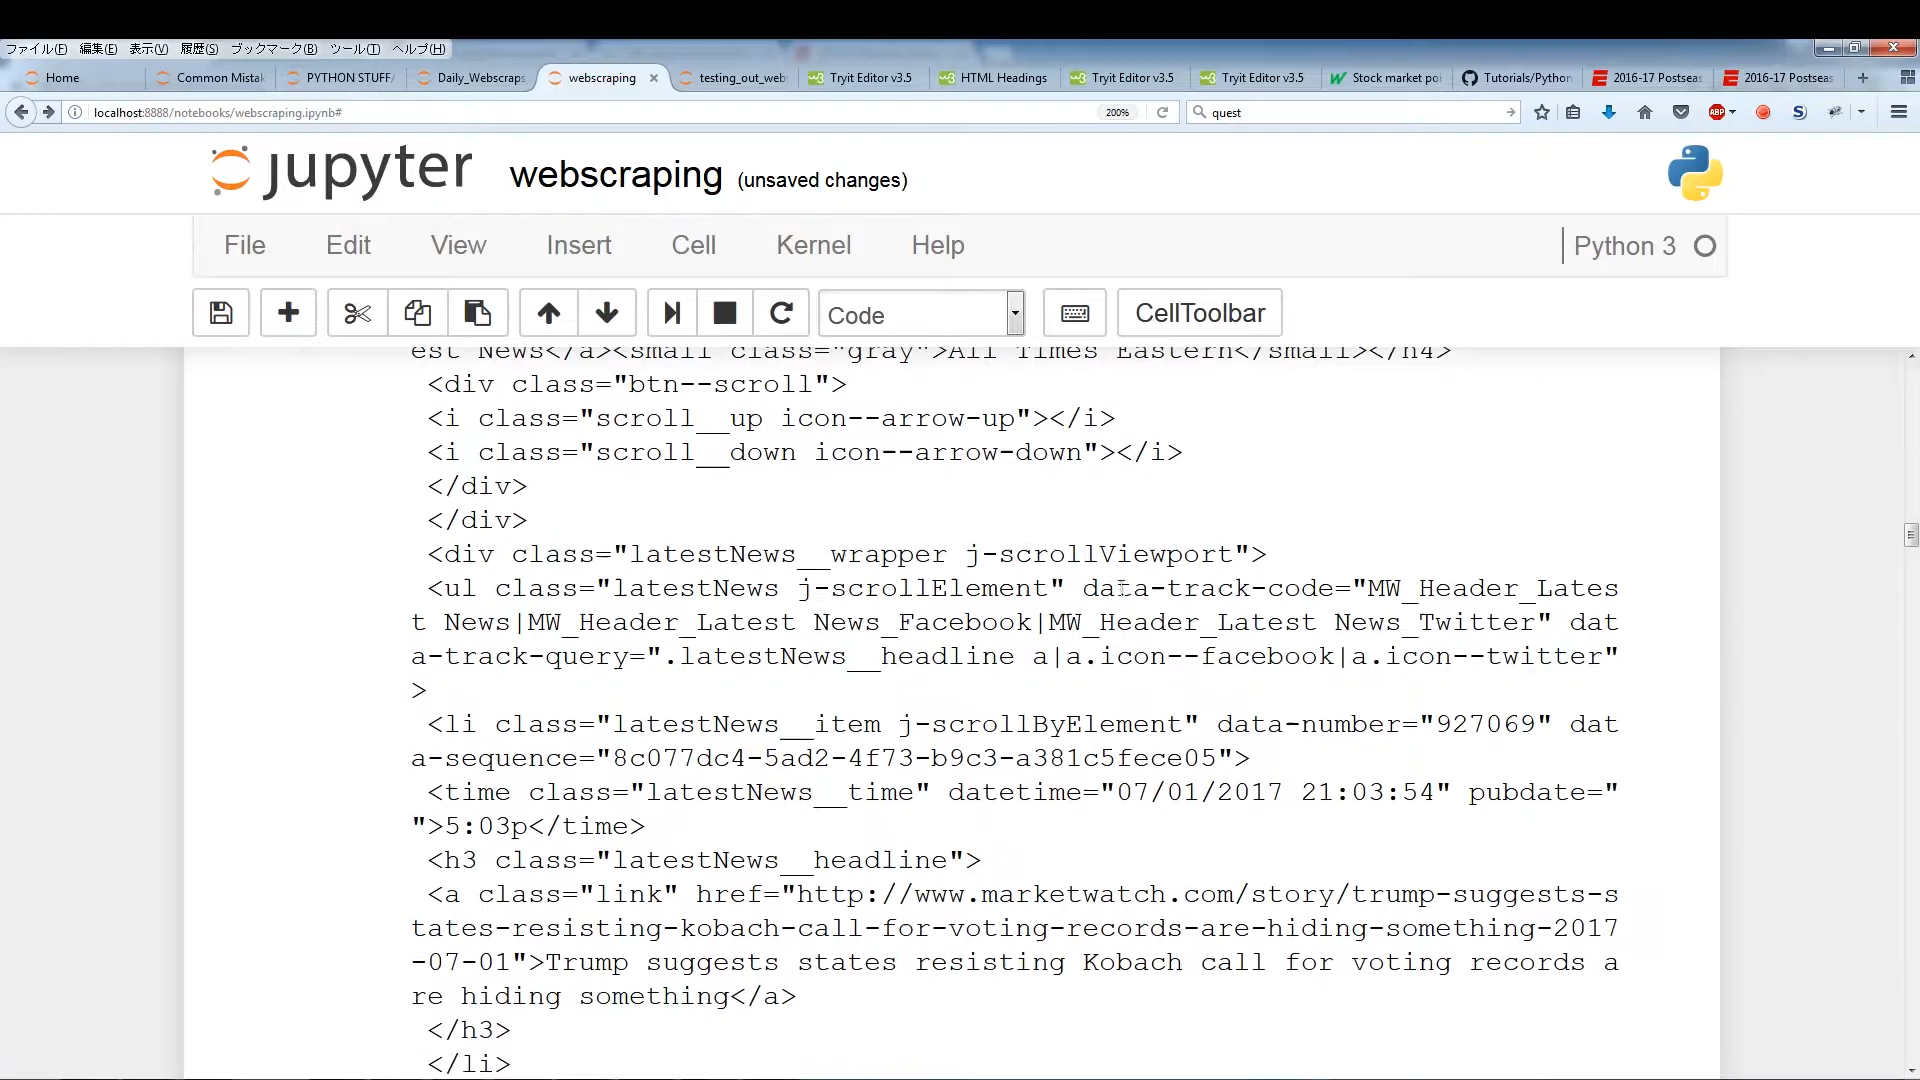 ファイル(F) 編集(E) 表示(V) 履歴(S) ブックマーク(B) ツール(T) ヘルプ(H)
Home Common Mistak PYTHON STUFF/ Daily_Webscraps webscraping testing_out_web Tryit Editor v3.5 HTML Headings Tryit Editor v3.5 Tryit Editor v3.5 Stock market poi Tutorials/Python 2016-17 Postseas 2016-17 Postseas
localhost:8888/notebooks/webscraping.ipynb# 200% quest
jupyter webscraping (unsaved changes)
File Edit View Insert Cell Kernel Help Python 3
Code CellToolbar
est News</a><small class="gray">All Times Eastern</small></h4>
<div class="btn--scroll">
<i class="scroll__up icon--arrow-up"></i>
<i class="scroll__down icon--arrow-down"></i>
</div>
</div>
<div class="latestNews__wrapper j-scrollViewport">
<ul class="latestNews j-scrollElement" data-track-code="MW_Header_Lates
t News|MW_Header_Latest News_Facebook|MW_Header_Latest News_Twitter" dat
a-track-query=".latestNews__headline a|a.icon--facebook|a.icon--twitter"
>
<li class="latestNews__item j-scrollByElement" data-number="927069" dat
a-sequence="8c077dc4-5ad2-4f73-b9c3-a381c5fece05">
<time class="latestNews__time" datetime="07/01/2017 21:03:54" pubdate="
">5:03p</time>
<h3 class="latestNews__headline">
<a class="link" href="http://www.marketwatch.com/story/trump-suggests-s
tates-resisting-kobach-call-for-voting-records-are-hiding-something-2017
-07-01">Trump suggests states resisting Kobach call for voting records a
re hiding something</a>
</h3>
</li>